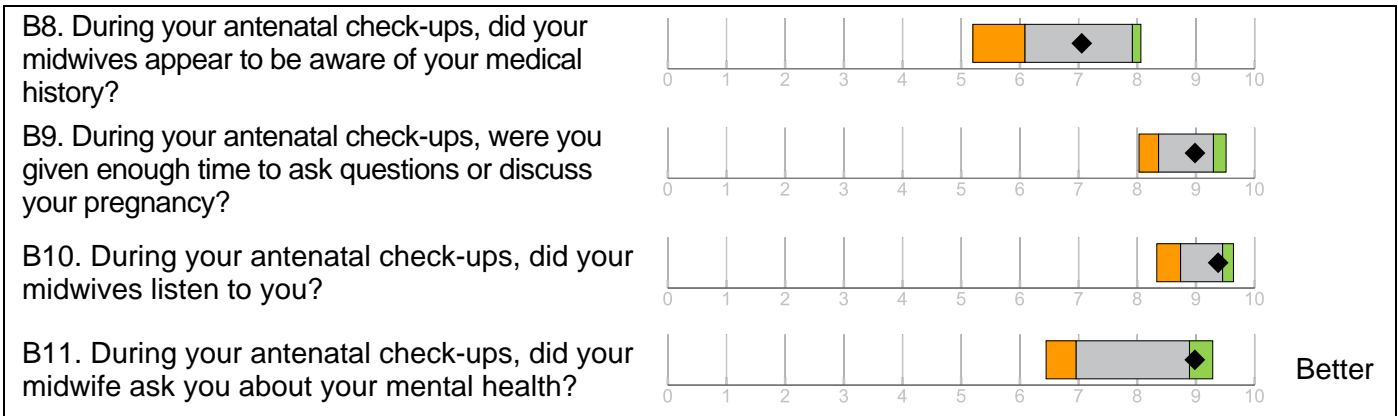 B8. During your antenatal check-ups, did your
midwives appear to be aware of your medical
history?
0 1 2 3 4 5 6 7 8 9 10
B9. During your antenatal check-ups, were you
given enough time to ask questions or discuss
your pregnancy?
0 1 2 3 4 5 6 7 8 9 10
B10. During your antenatal check-ups, did your
midwives listen to you?
0 1 2 3 4 5 6 7 8 9 10
B11. During your antenatal check-ups, did your
midwife ask you about your mental health?
Better
0 1 2 3 4 5 6 7 8 9 10